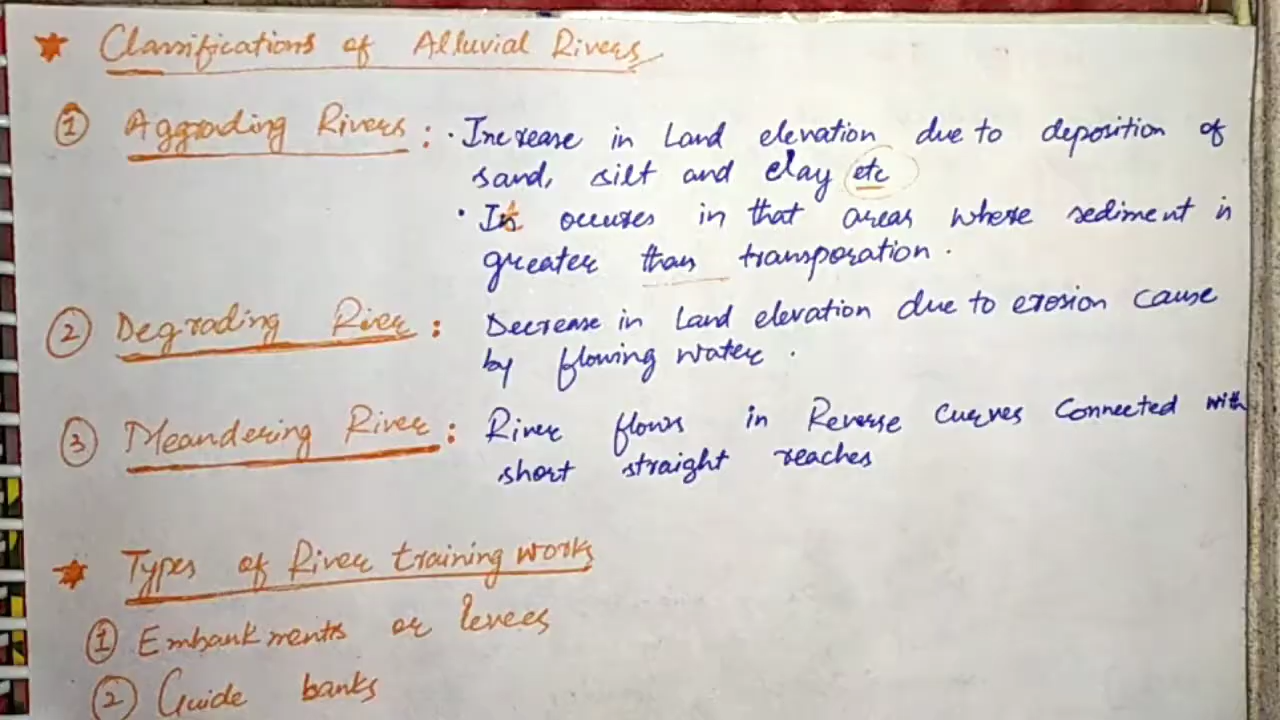 ★ Classifications of Alluvial Rivers
① Aggrading Rivers : · Increase in Land elevation due to deposition of
sand, silt and clay etc
· It occures in that areas where sediment is
greater than transporation .
② Degrading River : Decrease in Land elevation due to erosion cause
by flowing water .
③ Meandering River : River flows in Reverse curves Connected with
short straight reaches
★ Types of River training works
① Embankments or levees
② Guide banks